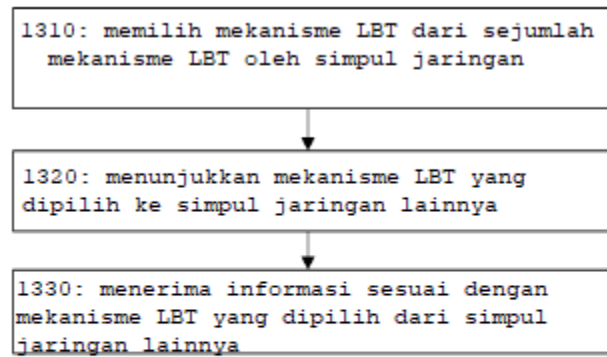 1310: memilih mekanisme LBT dari sejumlah
mekanisme LBT oleh simpul jaringan
1320: menunjukkan mekanisme LBT yang
dipilih ke simpul jaringan lainnya
1330: menerima informasi sesuai dengan
mekanisme LBT yang dipilih dari simpul
jaringan lainnya